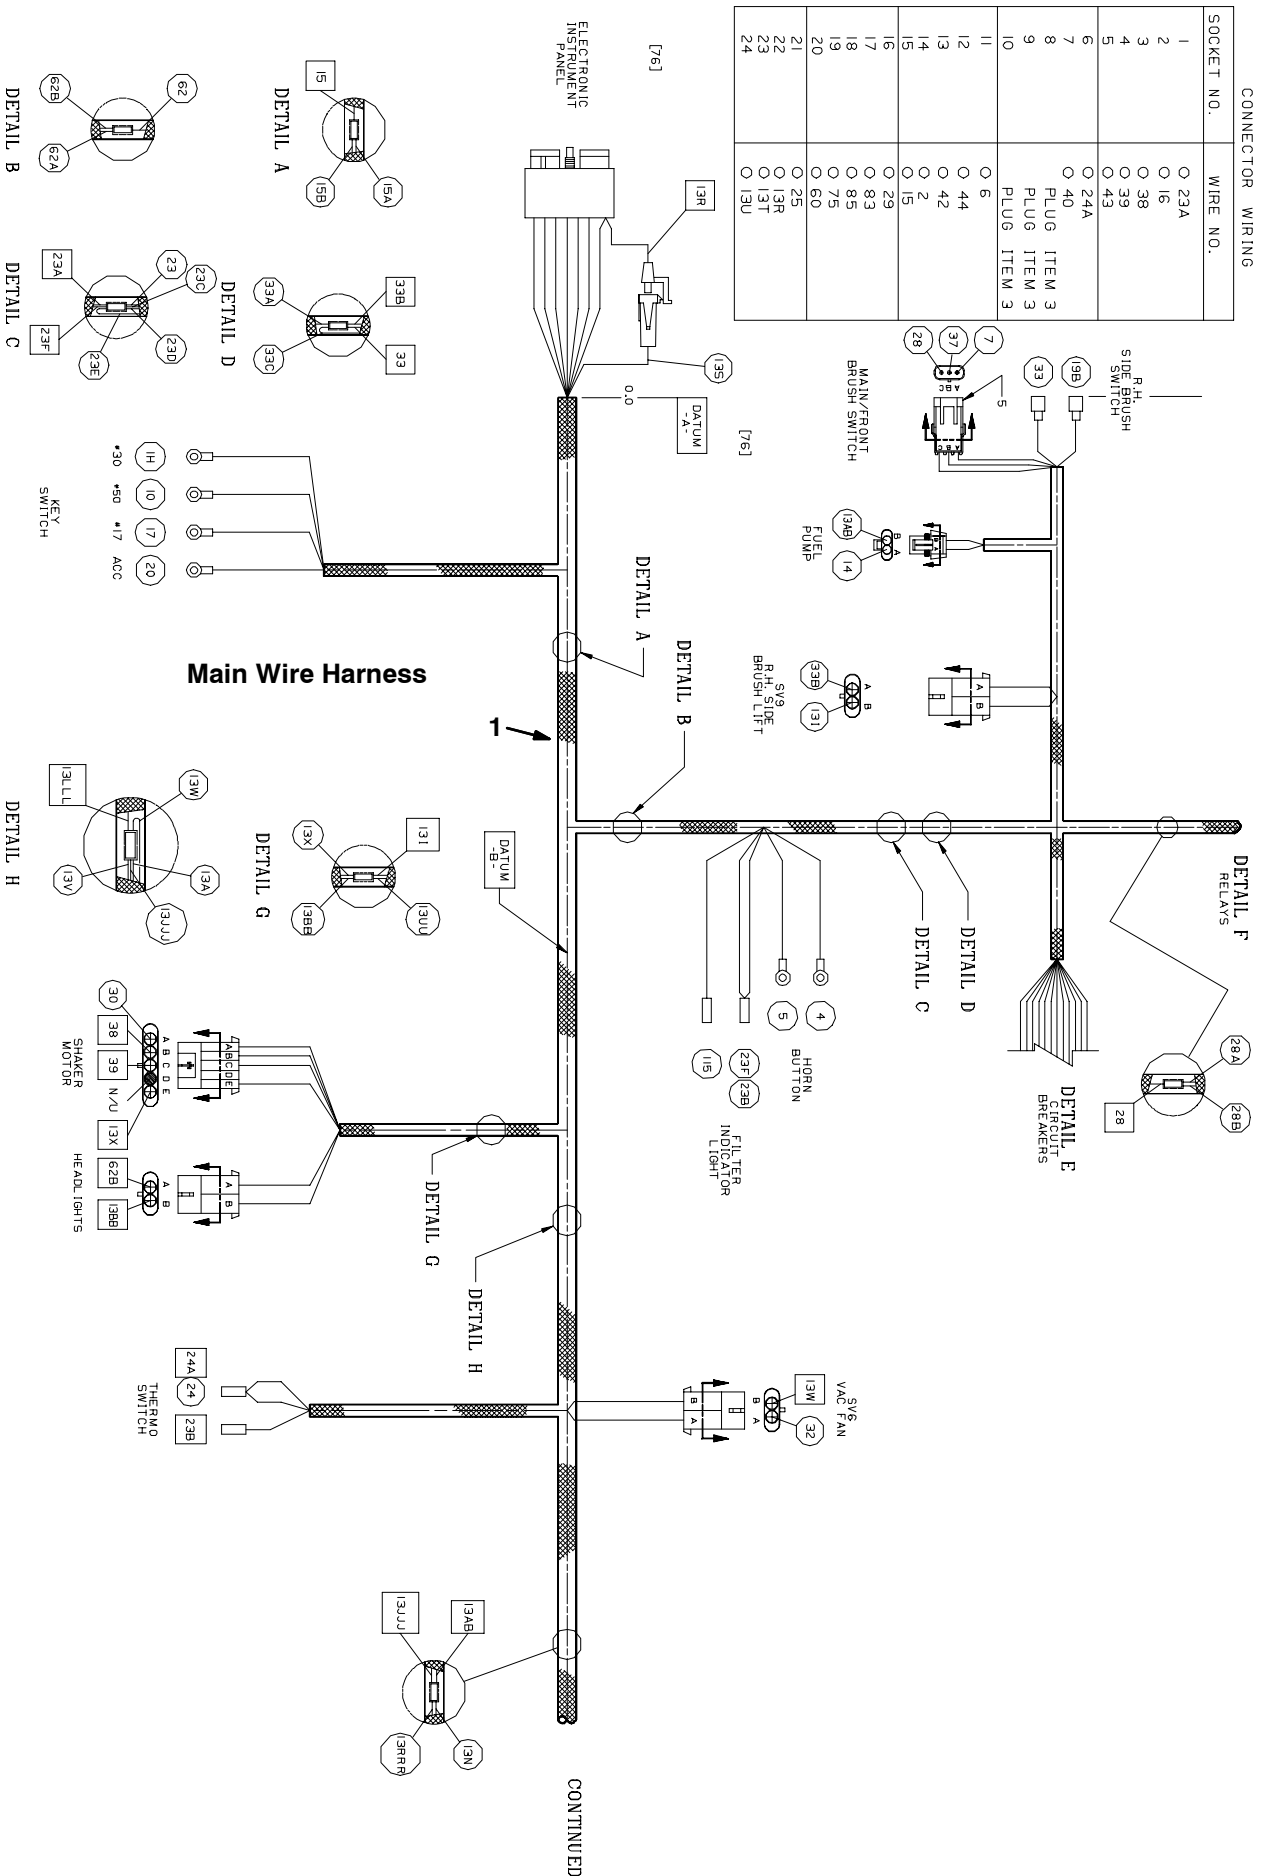 CONNECTOR WIRING
SOCKET NO. WIRE NO.
1 23A
2 16
3 38
4 39
5 43
6 24A
7 40
8 PLUG ITEM 3
9 PLUG ITEM 3
10 PLUG ITEM 3
11 6
12 44
13 42
14 2
15 15
16 29
17 83
18 85
19 75
20 60
21 25
22 13R
23 13T
24 13U
[76]
ELECTRONIC
INSTRUMENT
PANEL
13R
13S
0.0
DATUM
-A-
[76]
R.H.
SIDE BRUSH
SWITCH
19B
33
7
37
28
A B C
5
A B C
MAIN/FRONT
BRUSH SWITCH
13AB
14
B A
B A
FUEL
PUMP
33B
13I
A B
A B
SV9
R.H. SIDE
BRUSH LIFT
DETAIL F
RELAYS
28A
28B
28
DETAIL E
CIRCUIT
BREAKERS
DETAIL D
DETAIL C
4
5
HORN
BUTTON
23F
23B
115
FILTER
INDICATOR
LIGHT
DETAIL A
DETAIL B
1
Main Wire Harness
DATUM
-B-
1H
10
17
20
*30
*50
#17
ACC
KEY
SWITCH
15
15A
15B
DETAIL A
62
62B
62A
DETAIL B
23
23C
23A
23D
23E
23F
DETAIL C
33B
33
33A
33C
DETAIL D
13I
13UU
13X
13BB
DETAIL G
13W
13A
13LLL
13V
13JJJ
DETAIL H
A B C D E
A B C D E
30
38
39
N/U
13X
SHAKER
MOTOR
A B
A B
62B
13BB
HEADLIGHTS
DETAIL G
DETAIL H
24A
24
23B
THERMO
SWITCH
B A
B A
13W
32
SV6
VAC FAN
13AB
13JJJ
13N
13RRR
CONTINUED